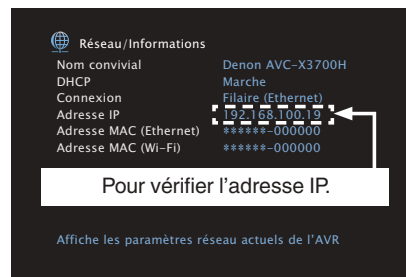 Réseau/Informations
Nom convivial Denon AVC-X3700H
DHCP Marche
Connexion Filaire (Ethernet)
Adresse IP 192.168.100.19
Adresse MAC (Ethernet) ******-000000
Adresse MAC (Wi-Fi) ******-000000
Pour vérifier l’adresse IP.
Affiche les paramètres réseau actuels de l'AVR